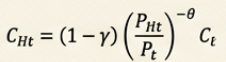 C_{Ht} = (1 − γ) (P_{Ht} / P_t)^{−θ} C_t